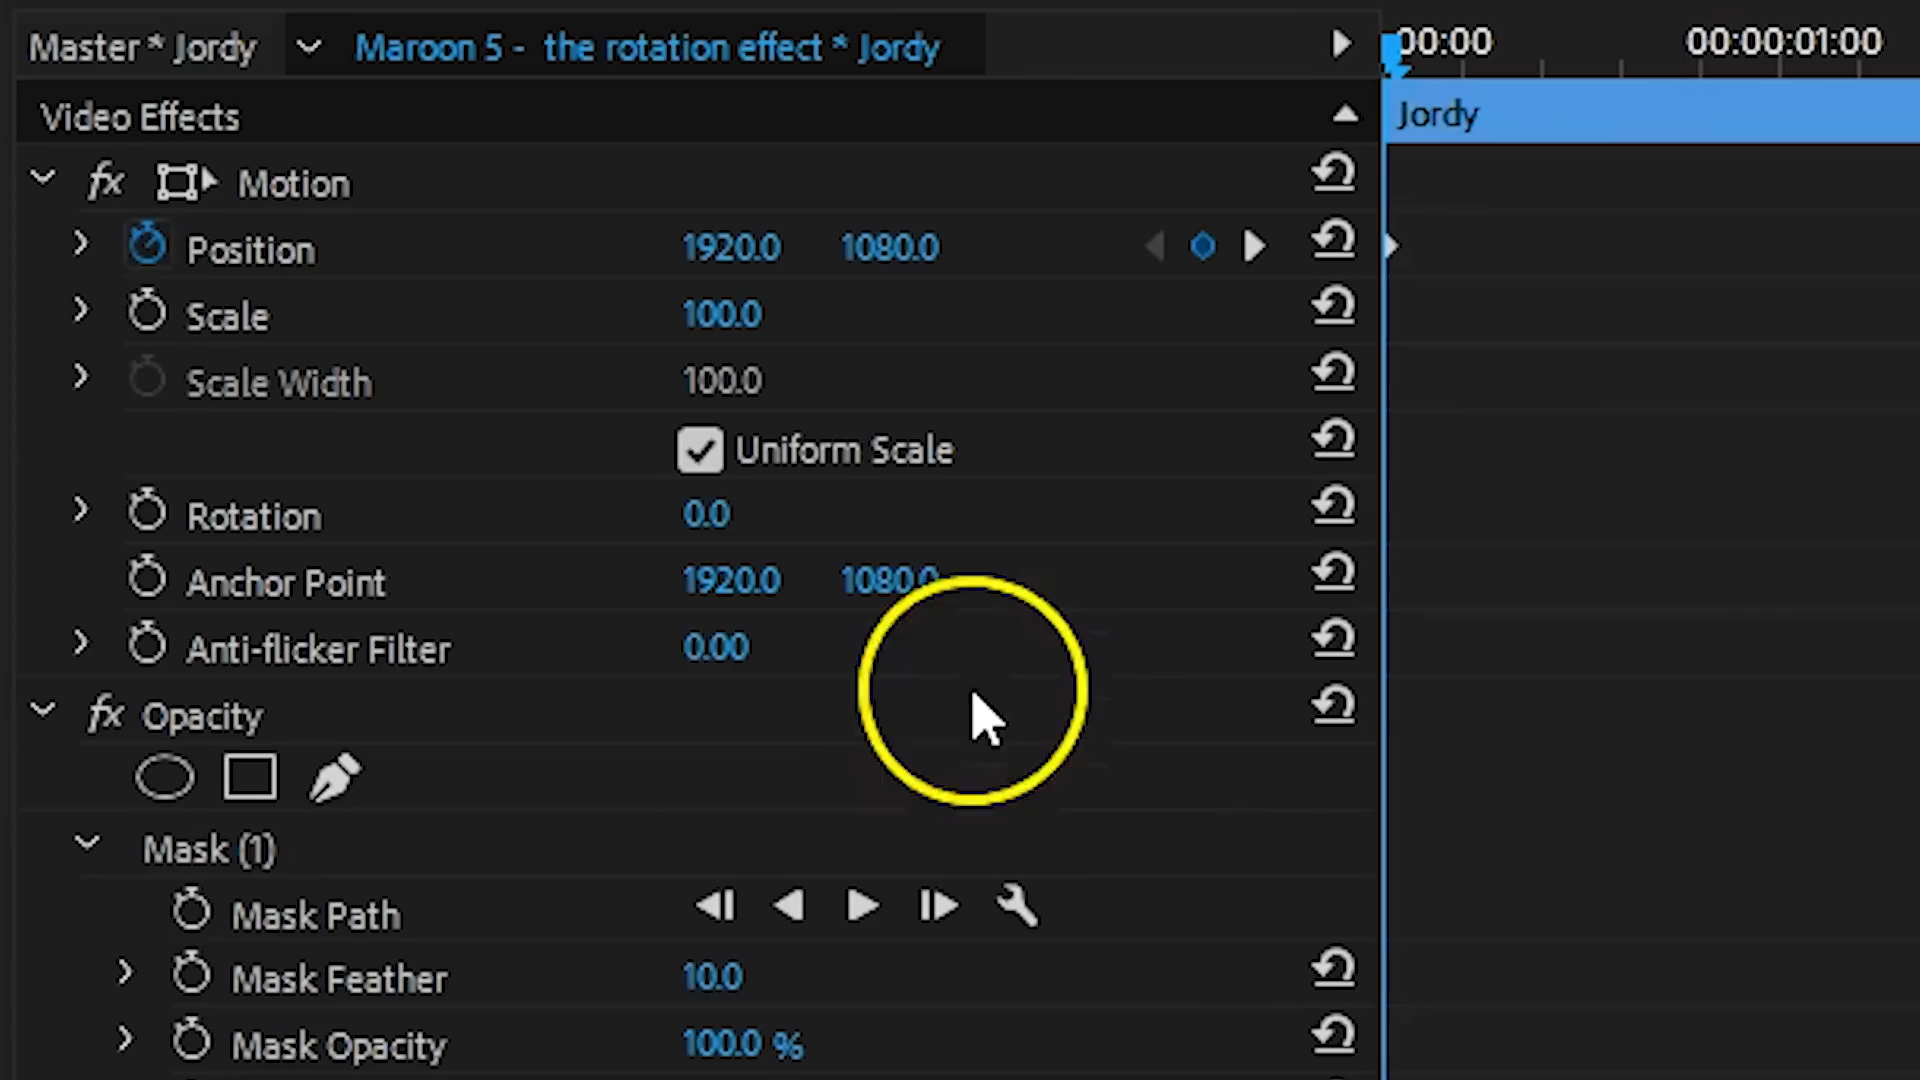 Master * Jordy Maroon 5 - the rotation effect * Jordy 00:00 00:00:01:00
Video Effects Jordy
fx Motion
Position 1920.0 1080.0
Scale 100.0
Scale Width 100.0
Uniform Scale
Rotation 0.0
Anchor Point 1920.0 1080.0
Anti-flicker Filter 0.00
fx Opacity
Mask (1)
Mask Path
Mask Feather 10.0
Mask Opacity 100.0 %